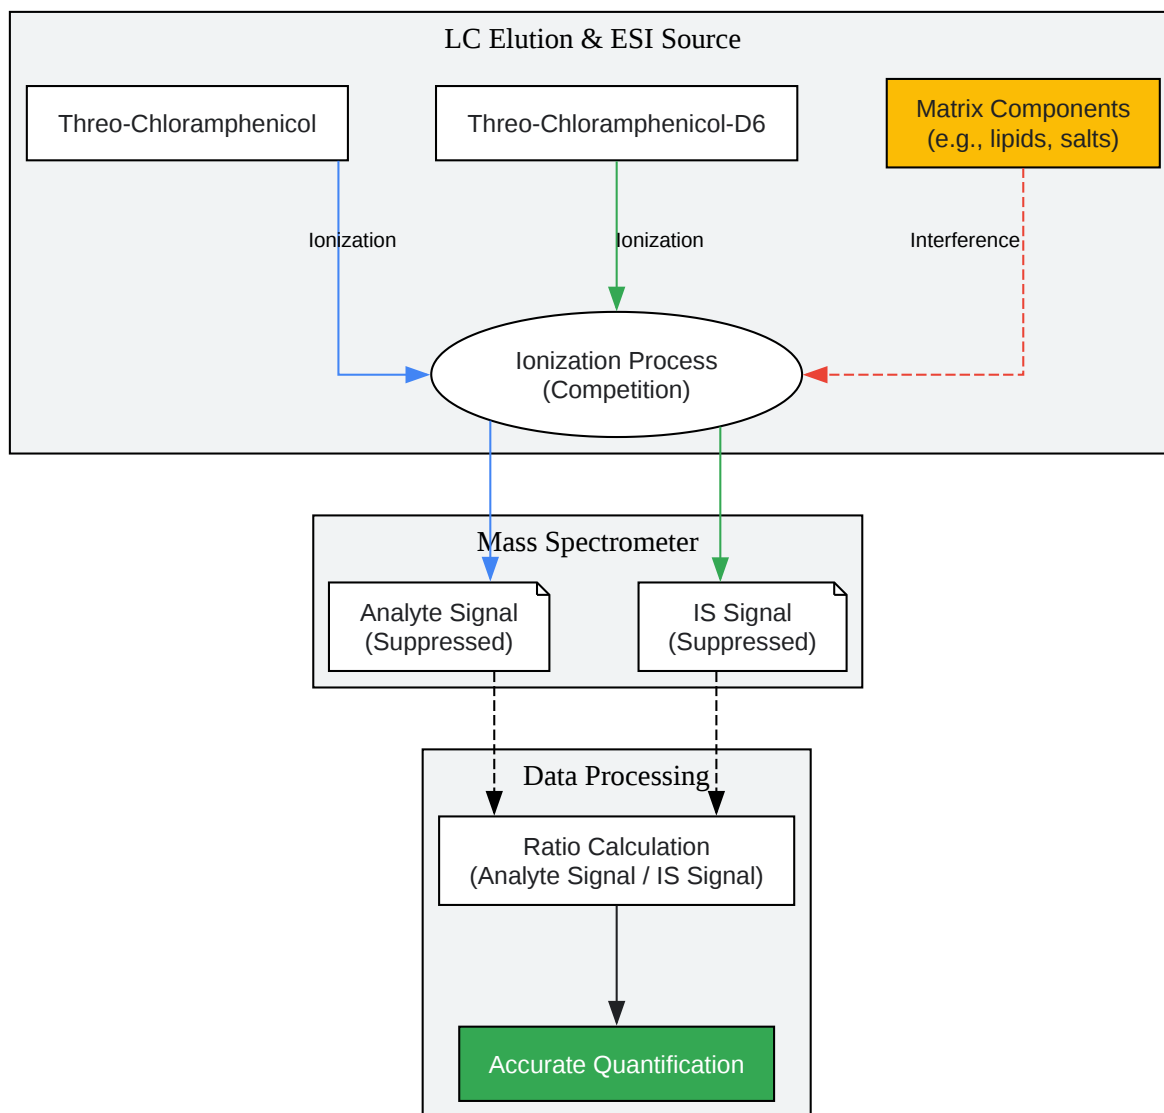 LC Elution & ESI Source
Threo-Chloramphenicol
Threo-Chloramphenicol-D6
Matrix Components
(e.g., lipids, salts)
Ionization
Ionization
Interference
Ionization Process
(Competition)
Mass Spectrometer
Analyte Signal
(Suppressed)
IS Signal
(Suppressed)
Data Processing
Ratio Calculation
(Analyte Signal / IS Signal)
Accurate Quantification